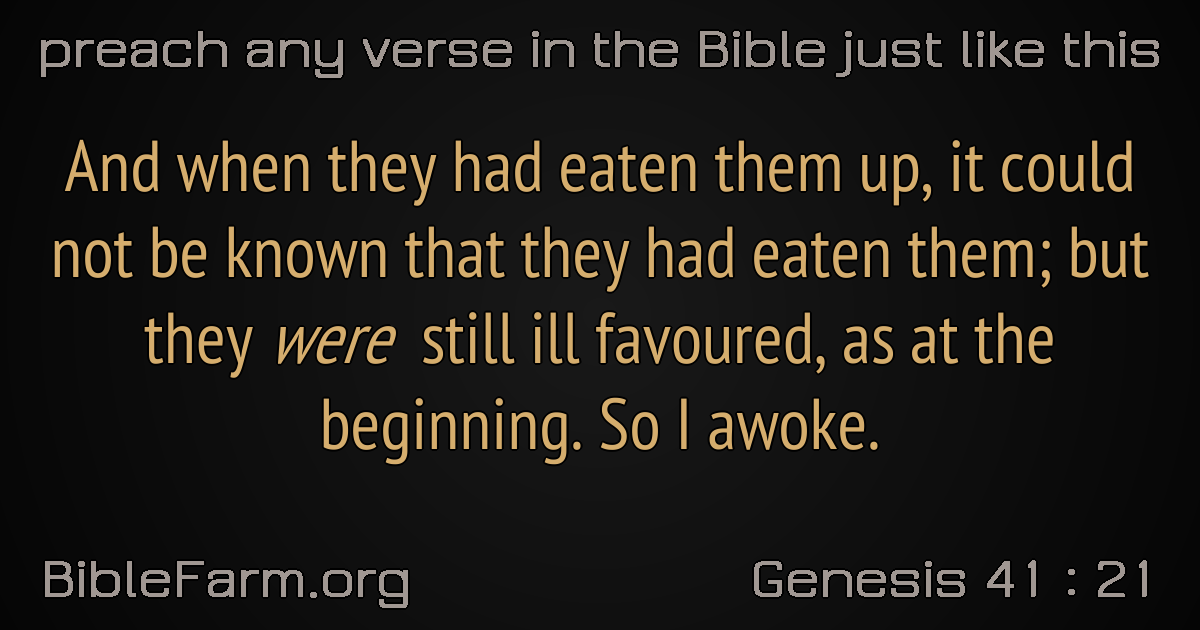 preach any verse in the Bible just like this
And when they had eaten them up, it could
not be known that they had eaten them; but
they were still ill favoured, as at the
beginning. So I awoke.
BibleFarm.org
Genesis 41 : 21